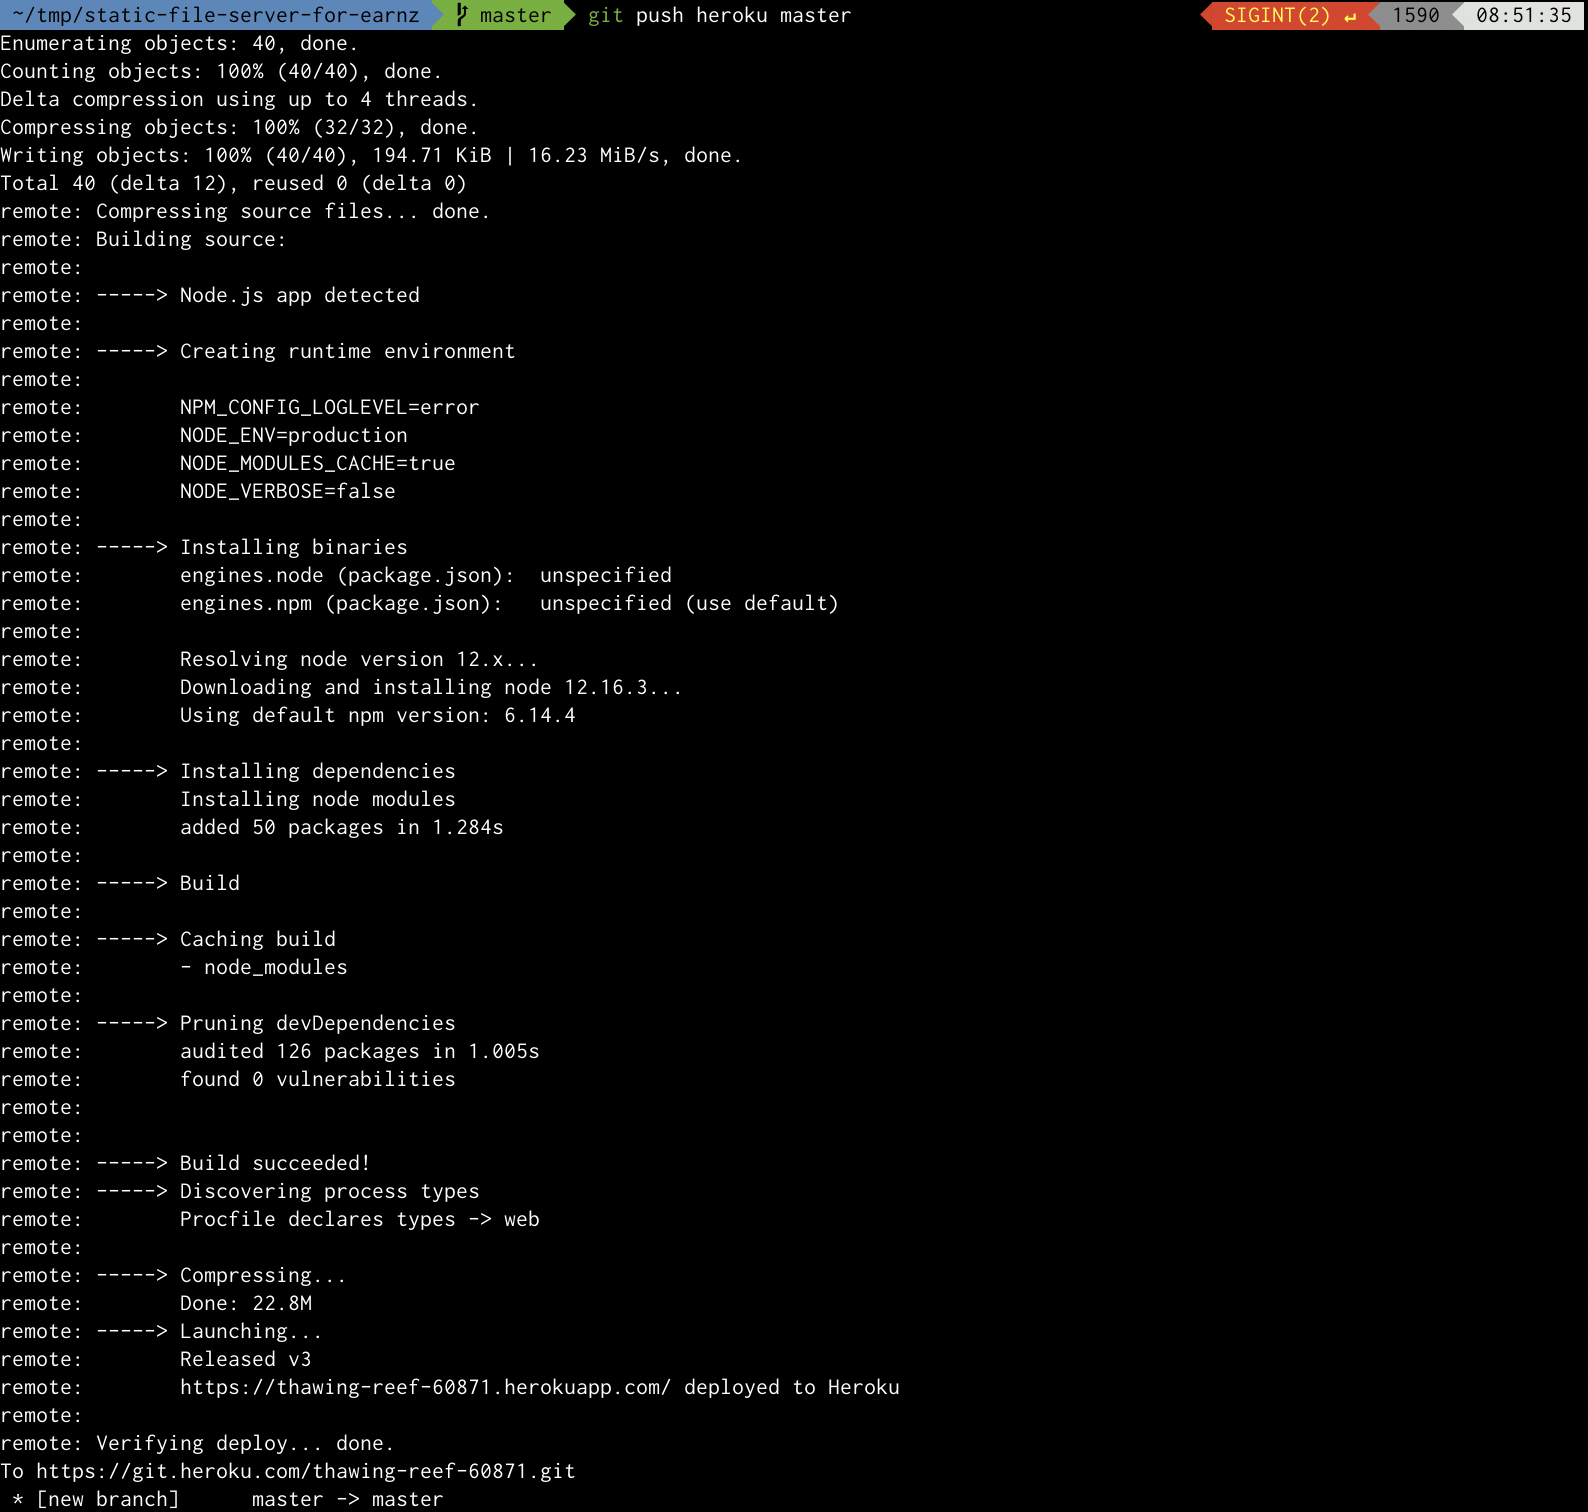 ~/tmp/static-file-server-for-earnz master git push heroku master SIGINT(2) ↵ 1590 08:51:35
Enumerating objects: 40, done.
Counting objects: 100% (40/40), done.
Delta compression using up to 4 threads.
Compressing objects: 100% (32/32), done.
Writing objects: 100% (40/40), 194.71 KiB | 16.23 MiB/s, done.
Total 40 (delta 12), reused 0 (delta 0)
remote: Compressing source files... done.
remote: Building source:
remote:
remote: -----> Node.js app detected
remote:
remote: -----> Creating runtime environment
remote:
remote:        NPM_CONFIG_LOGLEVEL=error
remote:        NODE_ENV=production
remote:        NODE_MODULES_CACHE=true
remote:        NODE_VERBOSE=false
remote:
remote: -----> Installing binaries
remote:        engines.node (package.json):  unspecified
remote:        engines.npm (package.json):   unspecified (use default)
remote:
remote:        Resolving node version 12.x...
remote:        Downloading and installing node 12.16.3...
remote:        Using default npm version: 6.14.4
remote:
remote: -----> Installing dependencies
remote:        Installing node modules
remote:        added 50 packages in 1.284s
remote:
remote: -----> Build
remote:
remote: -----> Caching build
remote:        - node_modules
remote:
remote: -----> Pruning devDependencies
remote:        audited 126 packages in 1.005s
remote:        found 0 vulnerabilities
remote:
remote:
remote: -----> Build succeeded!
remote: -----> Discovering process types
remote:        Procfile declares types -> web
remote:
remote: -----> Compressing...
remote:        Done: 22.8M
remote: -----> Launching...
remote:        Released v3
remote:        https://thawing-reef-60871.herokuapp.com/ deployed to Heroku
remote:
remote: Verifying deploy... done.
To https://git.heroku.com/thawing-reef-60871.git
 * [new branch]      master -> master